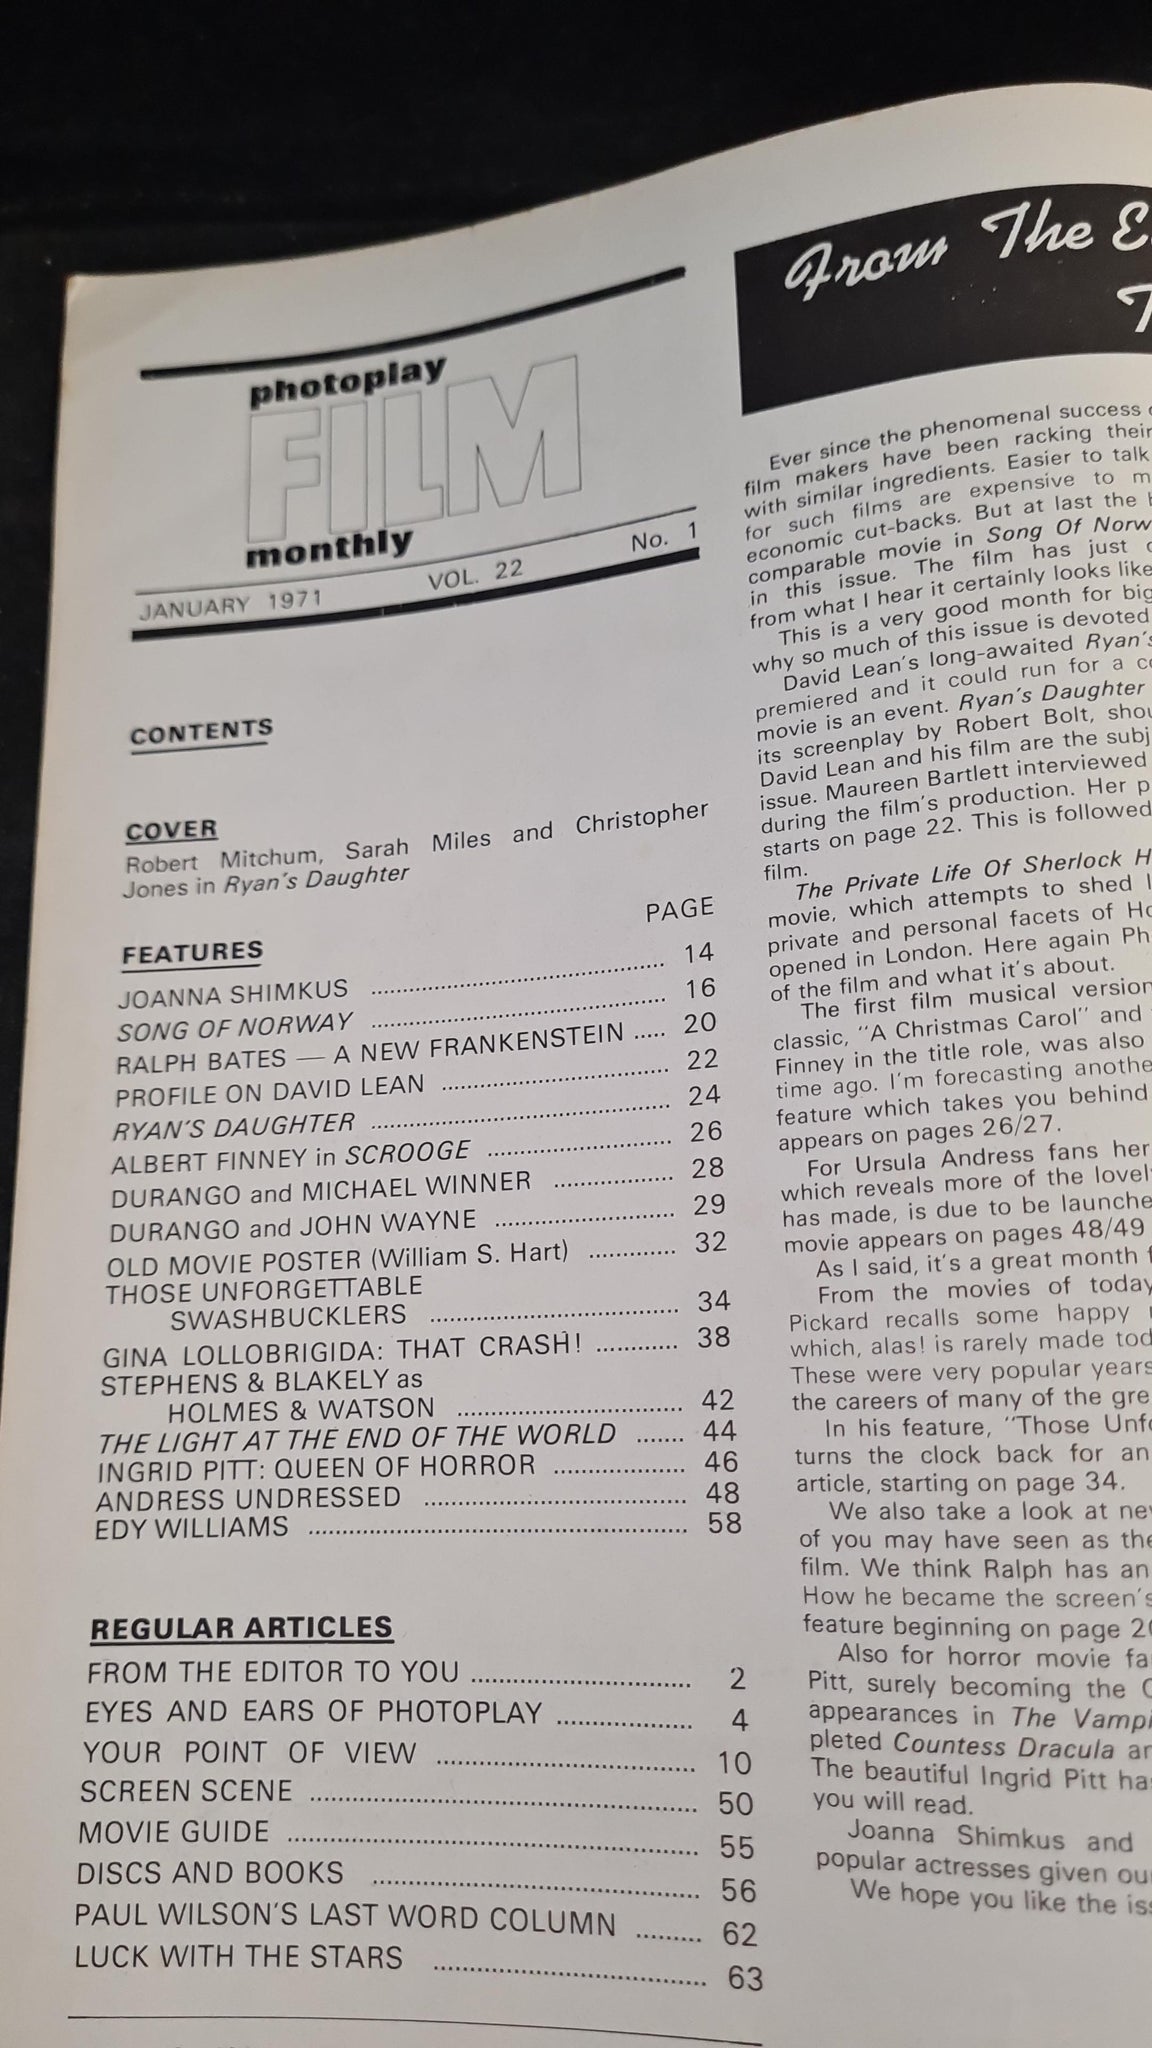 photoplay
FILM
monthly
JANUARY 1971 VOL. 22 No. 1
CONTENTS
COVER
Robert Mitchum, Sarah Miles and Christopher
Jones in Ryan's Daughter
PAGE
FEATURES
JOANNA SHIMKUS 14
SONG OF NORWAY 16
RALPH BATES — A NEW FRANKENSTEIN 20
PROFILE ON DAVID LEAN 22
RYAN'S DAUGHTER 24
ALBERT FINNEY in SCROOGE 26
DURANGO and MICHAEL WINNER 28
DURANGO and JOHN WAYNE 29
OLD MOVIE POSTER (William S. Hart) 32
THOSE UNFORGETTABLE
SWASHBUCKLERS 34
GINA LOLLOBRIGIDA: THAT CRASH! 38
STEPHENS & BLAKELY as
HOLMES & WATSON 42
THE LIGHT AT THE END OF THE WORLD 44
INGRID PITT: QUEEN OF HORROR 46
ANDRESS UNDRESSED 48
EDY WILLIAMS 58
REGULAR ARTICLES
FROM THE EDITOR TO YOU 2
EYES AND EARS OF PHOTOPLAY 4
YOUR POINT OF VIEW 10
SCREEN SCENE 50
MOVIE GUIDE 55
DISCS AND BOOKS 56
PAUL WILSON'S LAST WORD COLUMN 62
LUCK WITH THE STARS 63
From The
Ever since the phenomenal success
film makers have been racking their
with similar ingredients. Easier to talk
for such films are expensive to
economic cut-backs. But at last the
comparable movie in Song Of
in this issue. The film has just
from what I hear it certainly looks like
This is a very good month for big
why so much of this issue is devoted
David Lean's long-awaited Ryan's
premiered and it could run for a
movie is an event. Ryan's Daughter
its screenplay by Robert Bolt,
David Lean and his film are the
issue. Maureen Bartlett interviewed
during the film's production. Her
starts on page 22. This is followed
film.
The Private Life Of Sherlock
movie, which attempts to shed
private and personal facets of
opened in London. Here again
of the film and what it's about.
The first film musical version
classic, "A Christmas Carol" and
Finney in the title role, was also
time ago. I'm forecasting
feature which takes you behind
appears on pages 26/27.
For Ursula Andress fans
which reveals more of the
has made, is due to be
movie appears on pages 48/49
As I said, it's a great month
From the movies of today
Pickard recalls some happy
which, alas! is rarely made
These were very popular years
the careers of many of the
In his feature, "Those
turns the clock back for an
article, starting on page 34.
We also take a look at
of you may have seen as the
film. We think Ralph has an
How he became the screen's
feature beginning on page
Also for horror movie
Pitt, surely becoming the
appearances in The
pleted Countess Dracula
The beautiful Ingrid Pitt
you will read.
Joanna Shimkus and
popular actresses given
We hope you like the